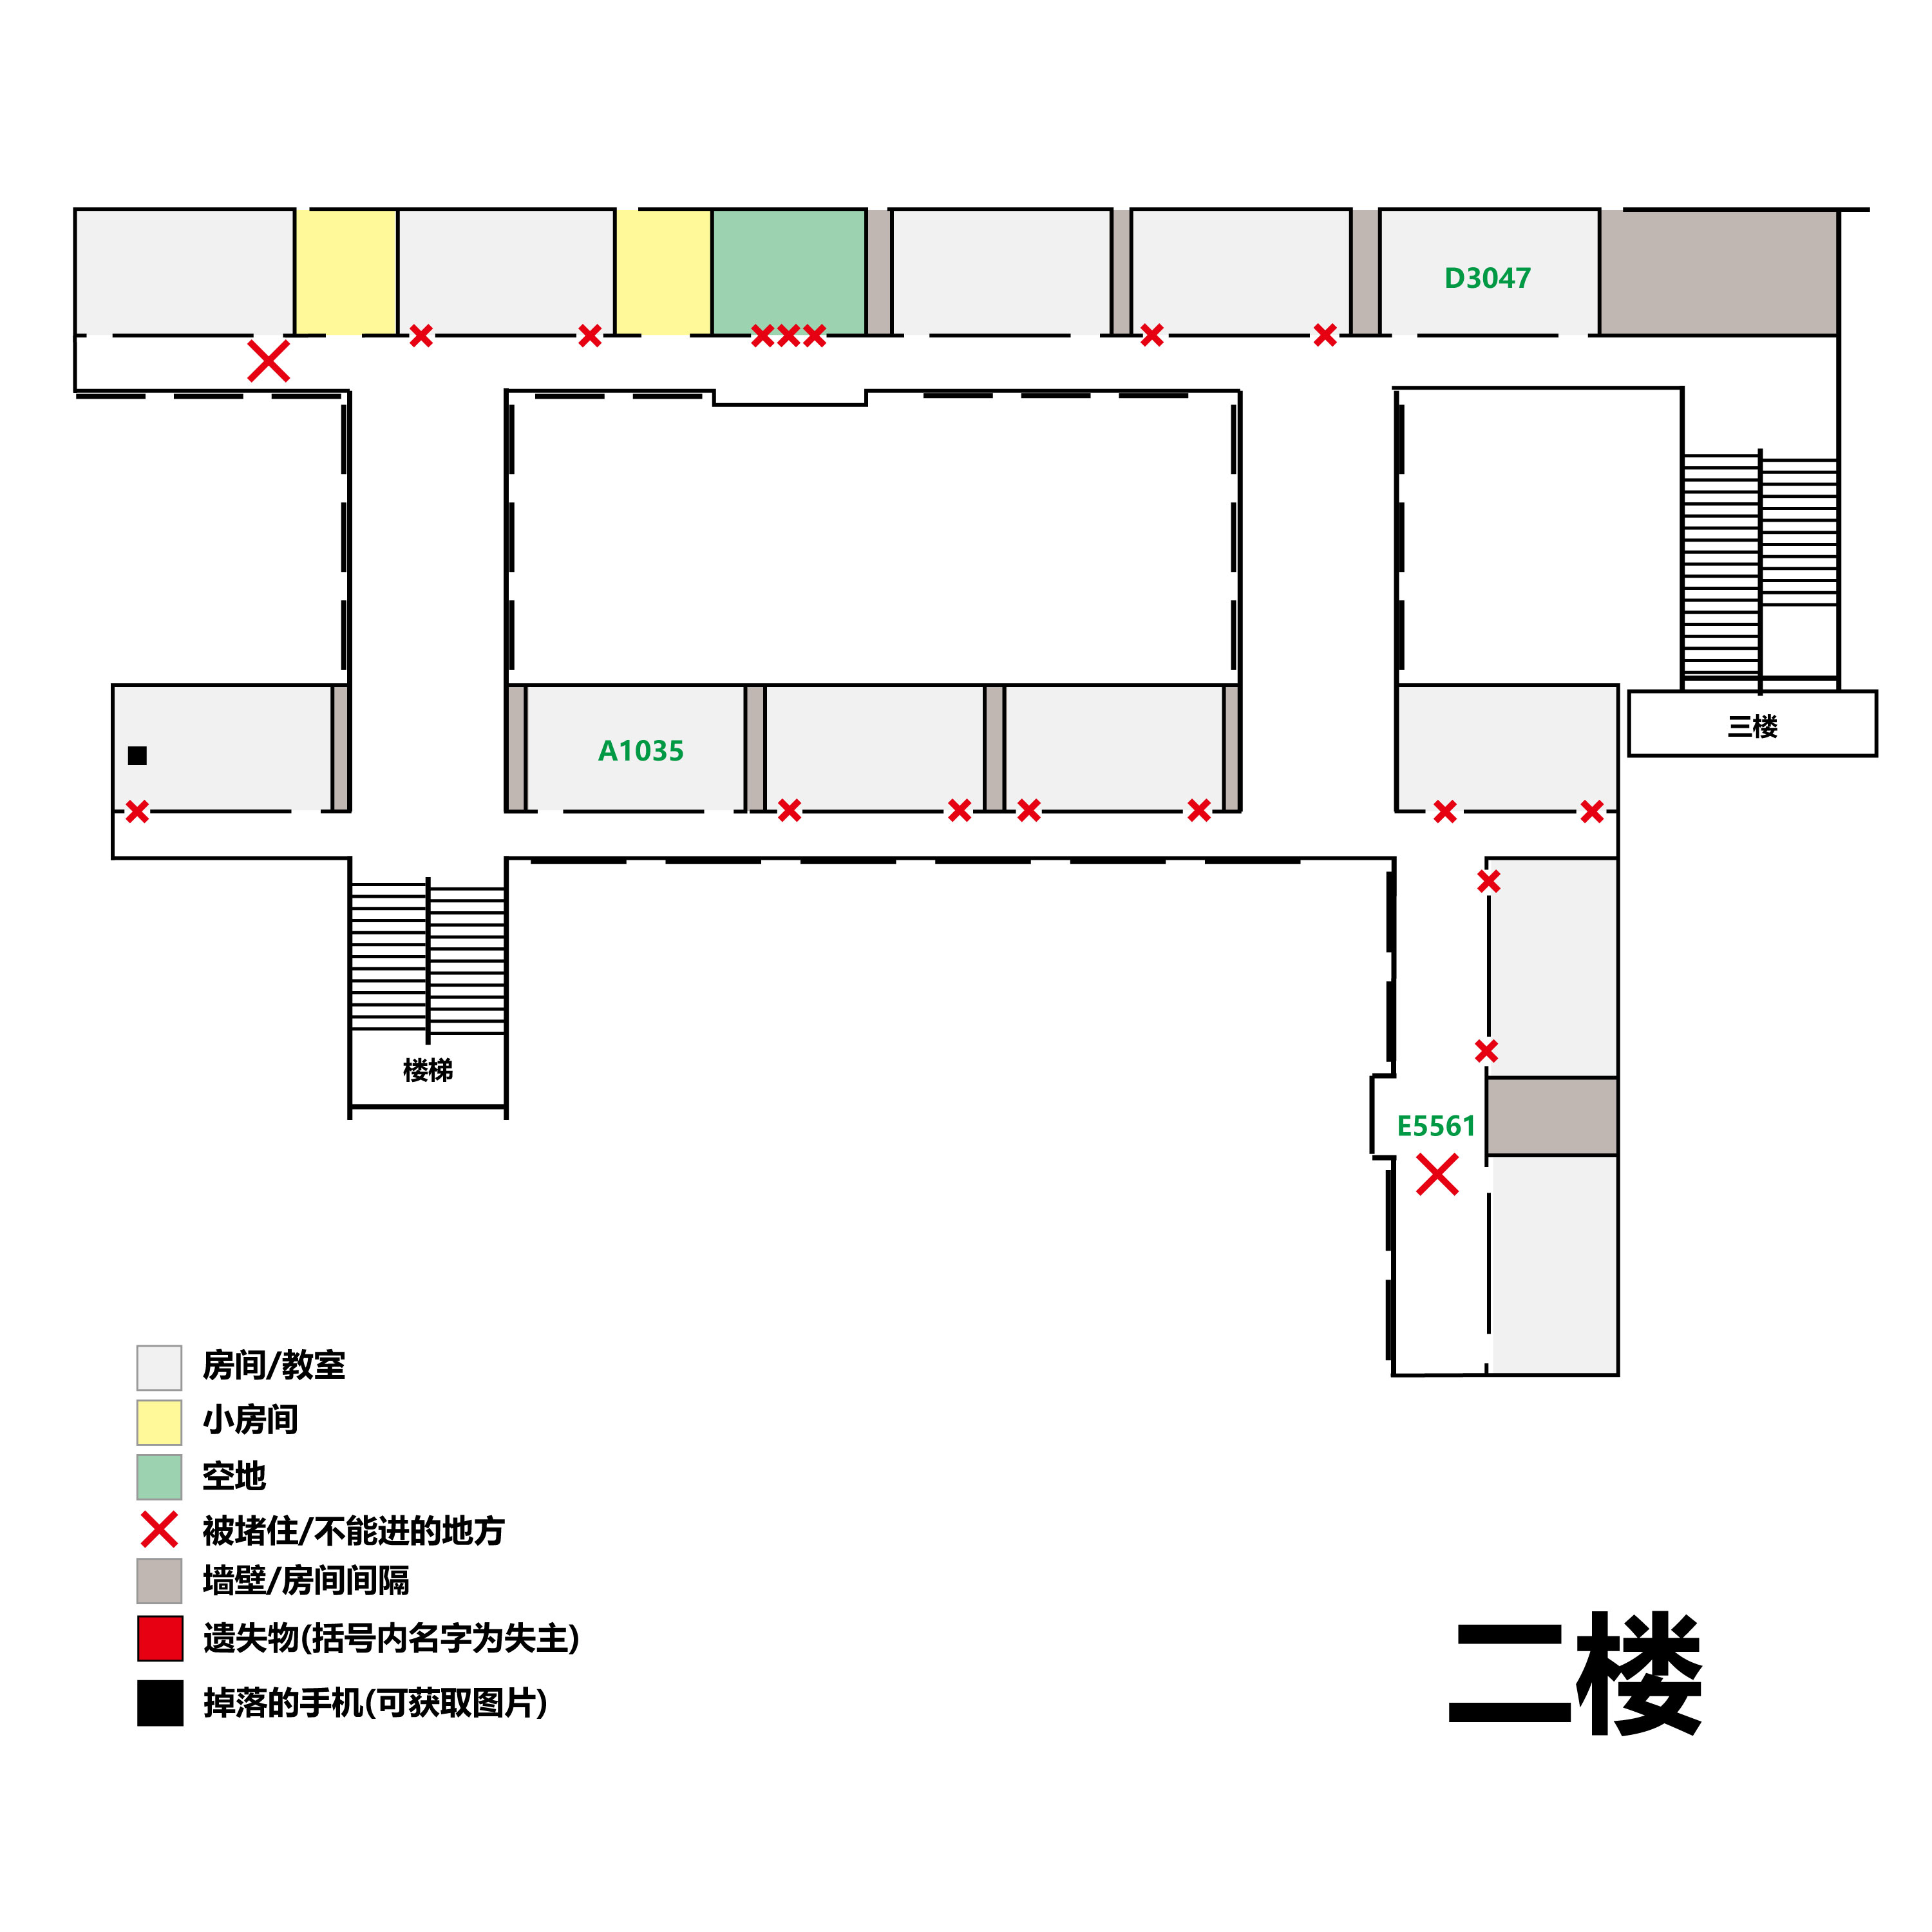 D3047
三楼
A1035
楼梯
E5561
房间/教室
小房间
空地
被堵住/不能进的地方
墙壁/房间间隔
遗失物(括号内名字为失主)
掉落的手机(可获取图片)
二楼